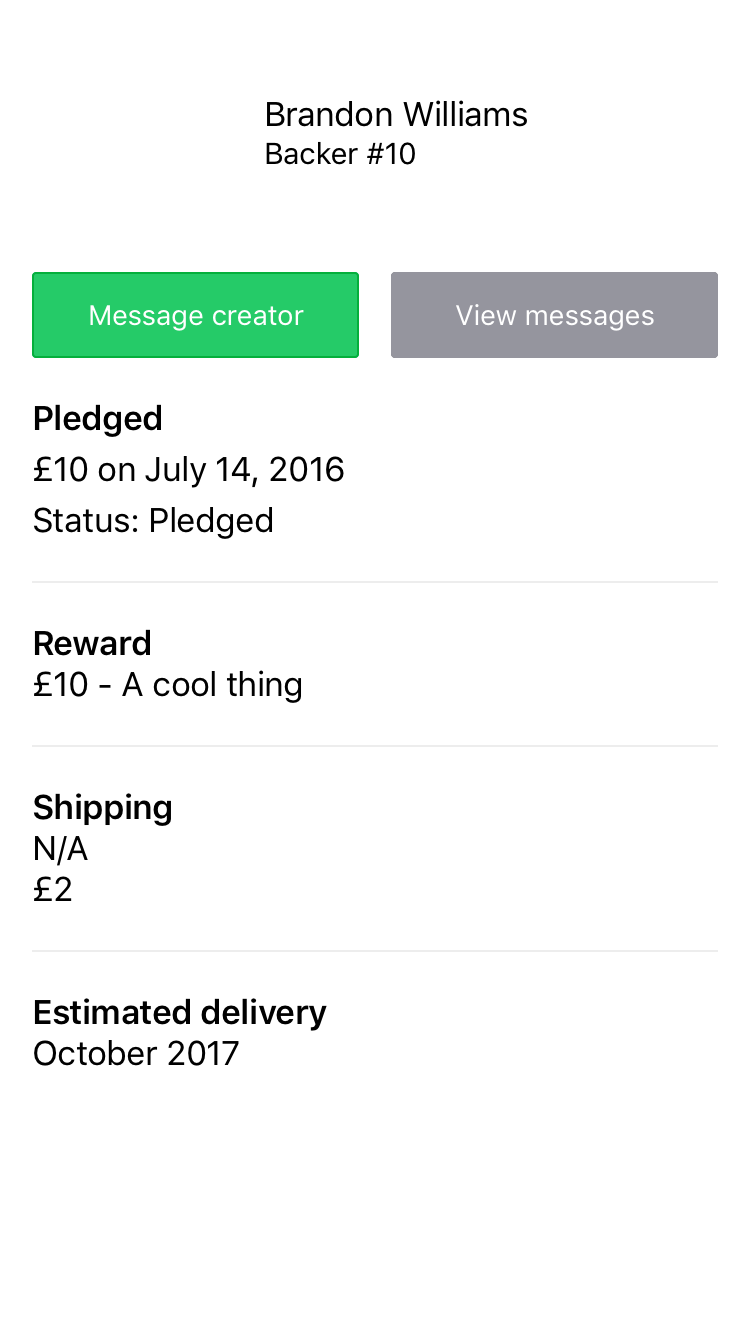 Brandon Williams
Backer #10
Message creator
View messages
Pledged
£10 on July 14, 2016
Status: Pledged
Reward
£10 - A cool thing
Shipping
N/A
£2
Estimated delivery
October 2017